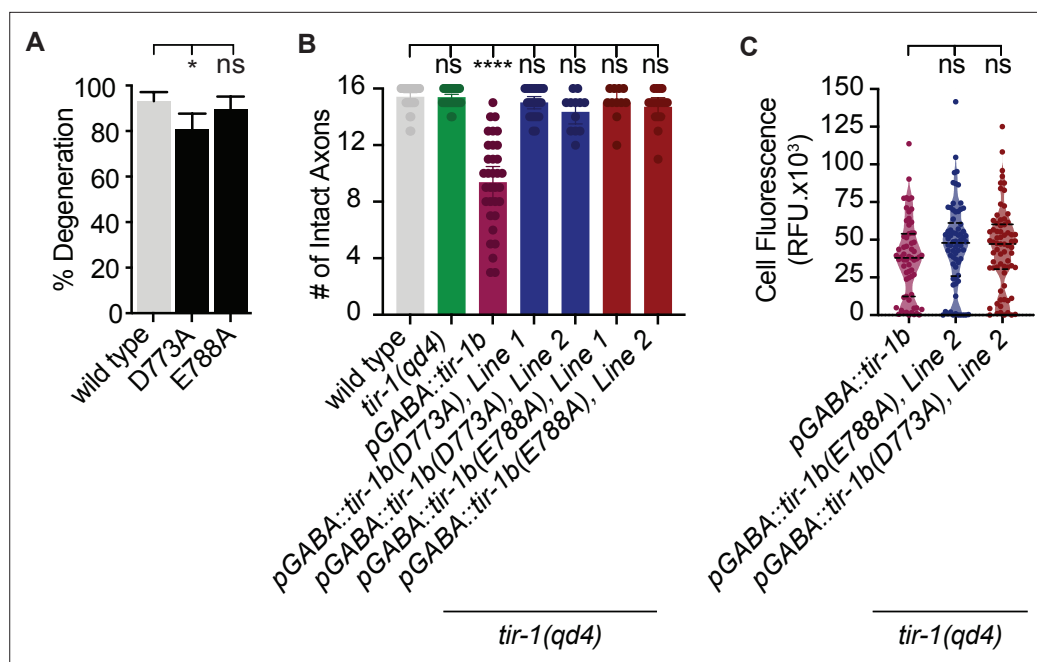 A
* ns
% Degeneration
100
80
60
40
20
0
wild type
D773A
E788A
B
ns **** ns ns ns ns
# of Intact Axons
16
12
8
4
0
wild type
tir-1(qd4)
pGABA::tir-1b
pGABA::tir-1b(D773A), Line 1
pGABA::tir-1b(D773A), Line 2
pGABA::tir-1b(E788A), Line 1
pGABA::tir-1b(E788A), Line 2
tir-1(qd4)
C
ns ns
Cell Fluorescence
(RFU.x10³)
150
125
100
75
50
25
0
pGABA::tir-1b
pGABA::tir-1b(E788A), Line 2
pGABA::tir-1b(D773A), Line 2
tir-1(qd4)